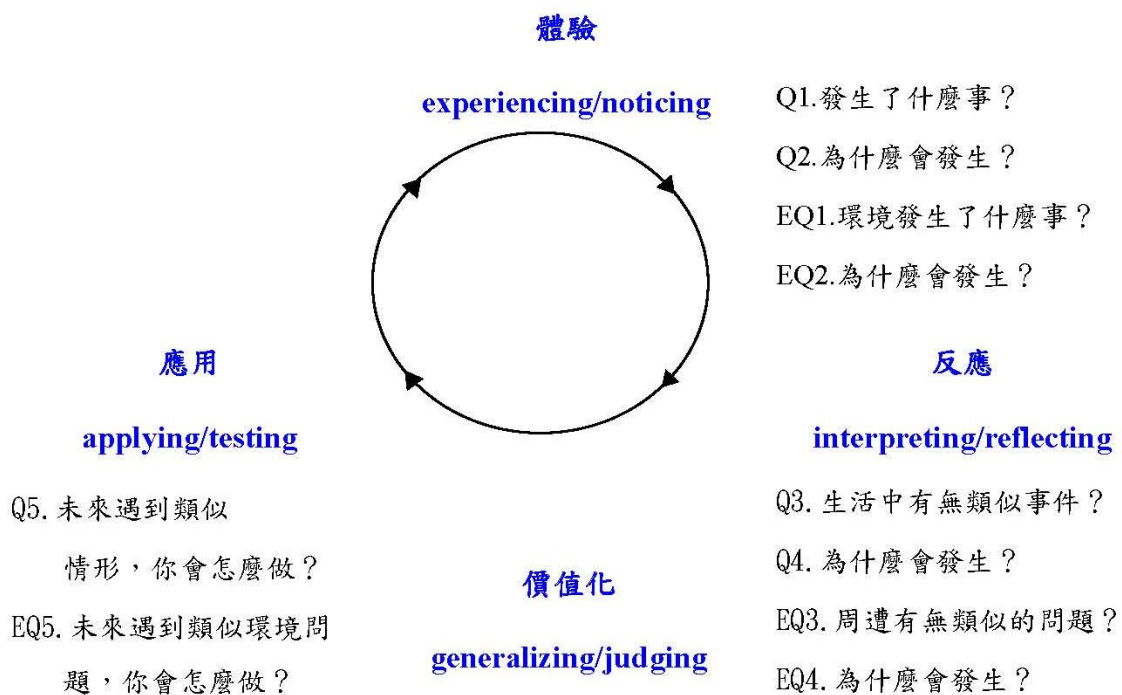 體驗
experiencing/noticing
Q1.發生了什麼事？
Q2.為什麼會發生？
EQ1.環境發生了什麼事？
EQ2.為什麼會發生？
反應
interpreting/reflecting
Q3. 生活中有無類似事件？
Q4. 為什麼會發生？
EQ3. 周遭有無類似的問題？
EQ4. 為什麼會發生？
價值化
generalizing/judging
應用
applying/testing
Q5. 未來遇到類似
情形，你會怎麼做？
EQ5. 未來遇到類似環境問
題，你會怎麼做？